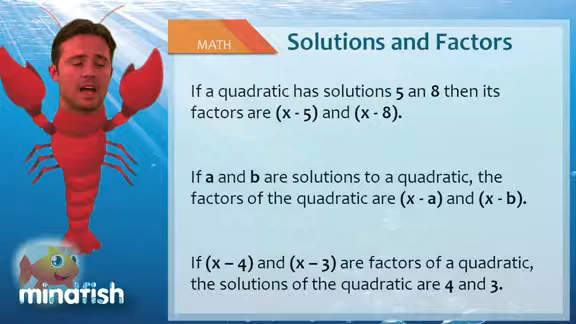 MATH
Solutions and Factors
If a quadratic has solutions 5 an 8 then its
factors are (x - 5) and (x - 8).
If a and b are solutions to a quadratic, the
factors of the quadratic are (x - a) and (x - b).
If (x – 4) and (x – 3) are factors of a quadratic,
the solutions of the quadratic are 4 and 3.
mindfish